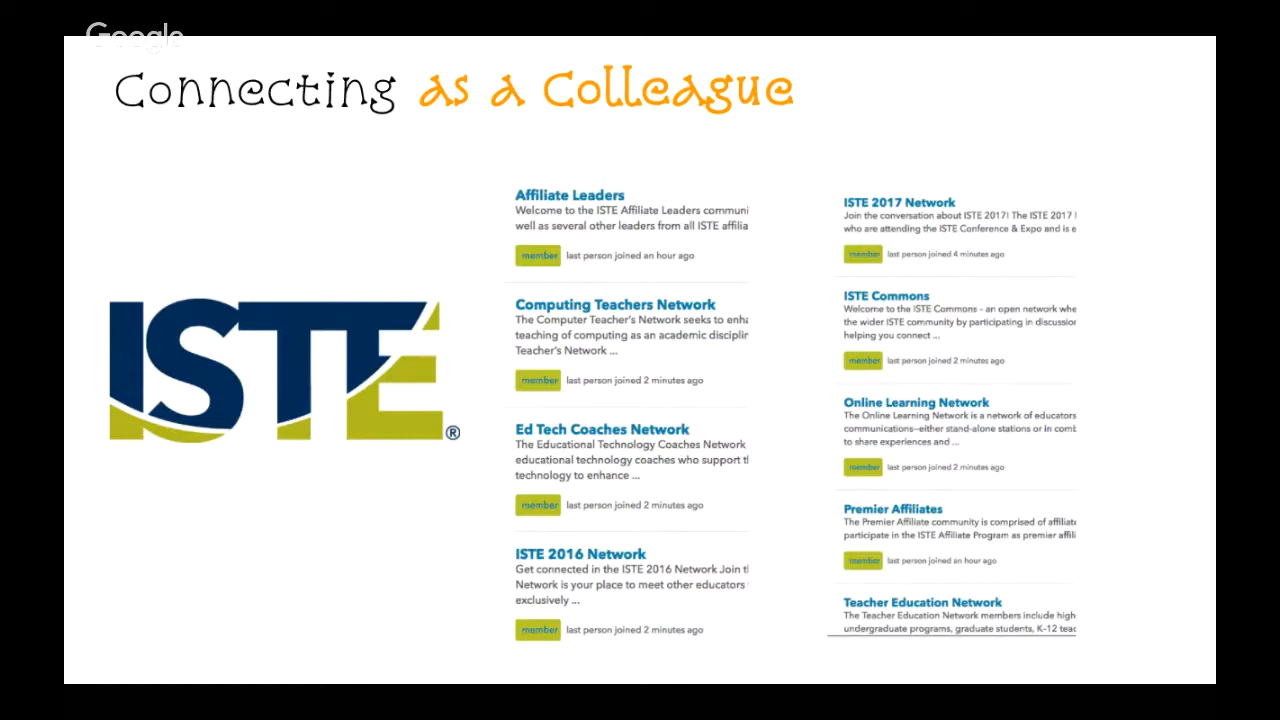 Google
Connecting as a Colleague
ISTE®
Affiliate Leaders
Welcome to the ISTE Affiliate Leaders communi
well as several other leaders from all ISTE affilia
member last person joined an hour ago
Computing Teachers Network
The Computer Teacher's Network seeks to enha
teaching of computing as an academic disciplin
Teacher's Network ...
member last person joined 2 minutes ago
Ed Tech Coaches Network
The Educational Technology Coaches Network
educational technology coaches who support th
technology to enhance ...
member last person joined 2 minutes ago
ISTE 2016 Network
Get connected in the ISTE 2016 Network Join th
Network is your place to meet other educators
exclusively ...
member last person joined 2 minutes ago
ISTE 2017 Network
Join the conversation about ISTE 2017! The ISTE 2017
who are attending the ISTE Conference & Expo and is e
member last person joined 4 minutes ago
ISTE Commons
Welcome to the ISTE Commons - an open network whe
the wider ISTE community by participating in discussion
helping you connect ...
member last person joined 2 minutes ago
Online Learning Network
The Online Learning Network is a network of educators
communications--either stand-alone stations or in comb
to share experiences and ...
member last person joined 2 minutes ago
Premier Affiliates
The Premier Affiliate community is comprised of affiliate
participate in the ISTE Affiliate Program as premier affili
member last person joined an hour ago
Teacher Education Network
The Teacher Education Network members include high
undergraduate programs, graduate students, K-12 teac